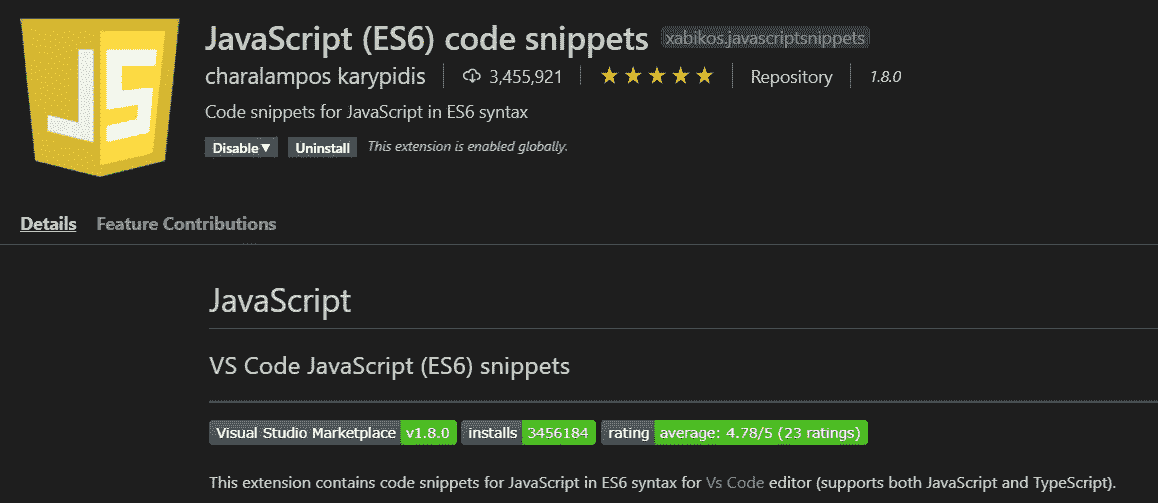 JS
JavaScript (ES6) code snippets xabikos.javascriptsnippets
charalampos karypidis 3,455,921 Repository 1.8.0
Code snippets for JavaScript in ES6 syntax
Disable Uninstall This extension is enabled globally.
Details Feature Contributions
JavaScript
VS Code JavaScript (ES6) snippets
Visual Studio Marketplace v1.8.0 installs 3456184 rating average: 4.78/5 (23 ratings)
This extension contains code snippets for JavaScript in ES6 syntax for Vs Code editor (supports both JavaScript and TypeScript).